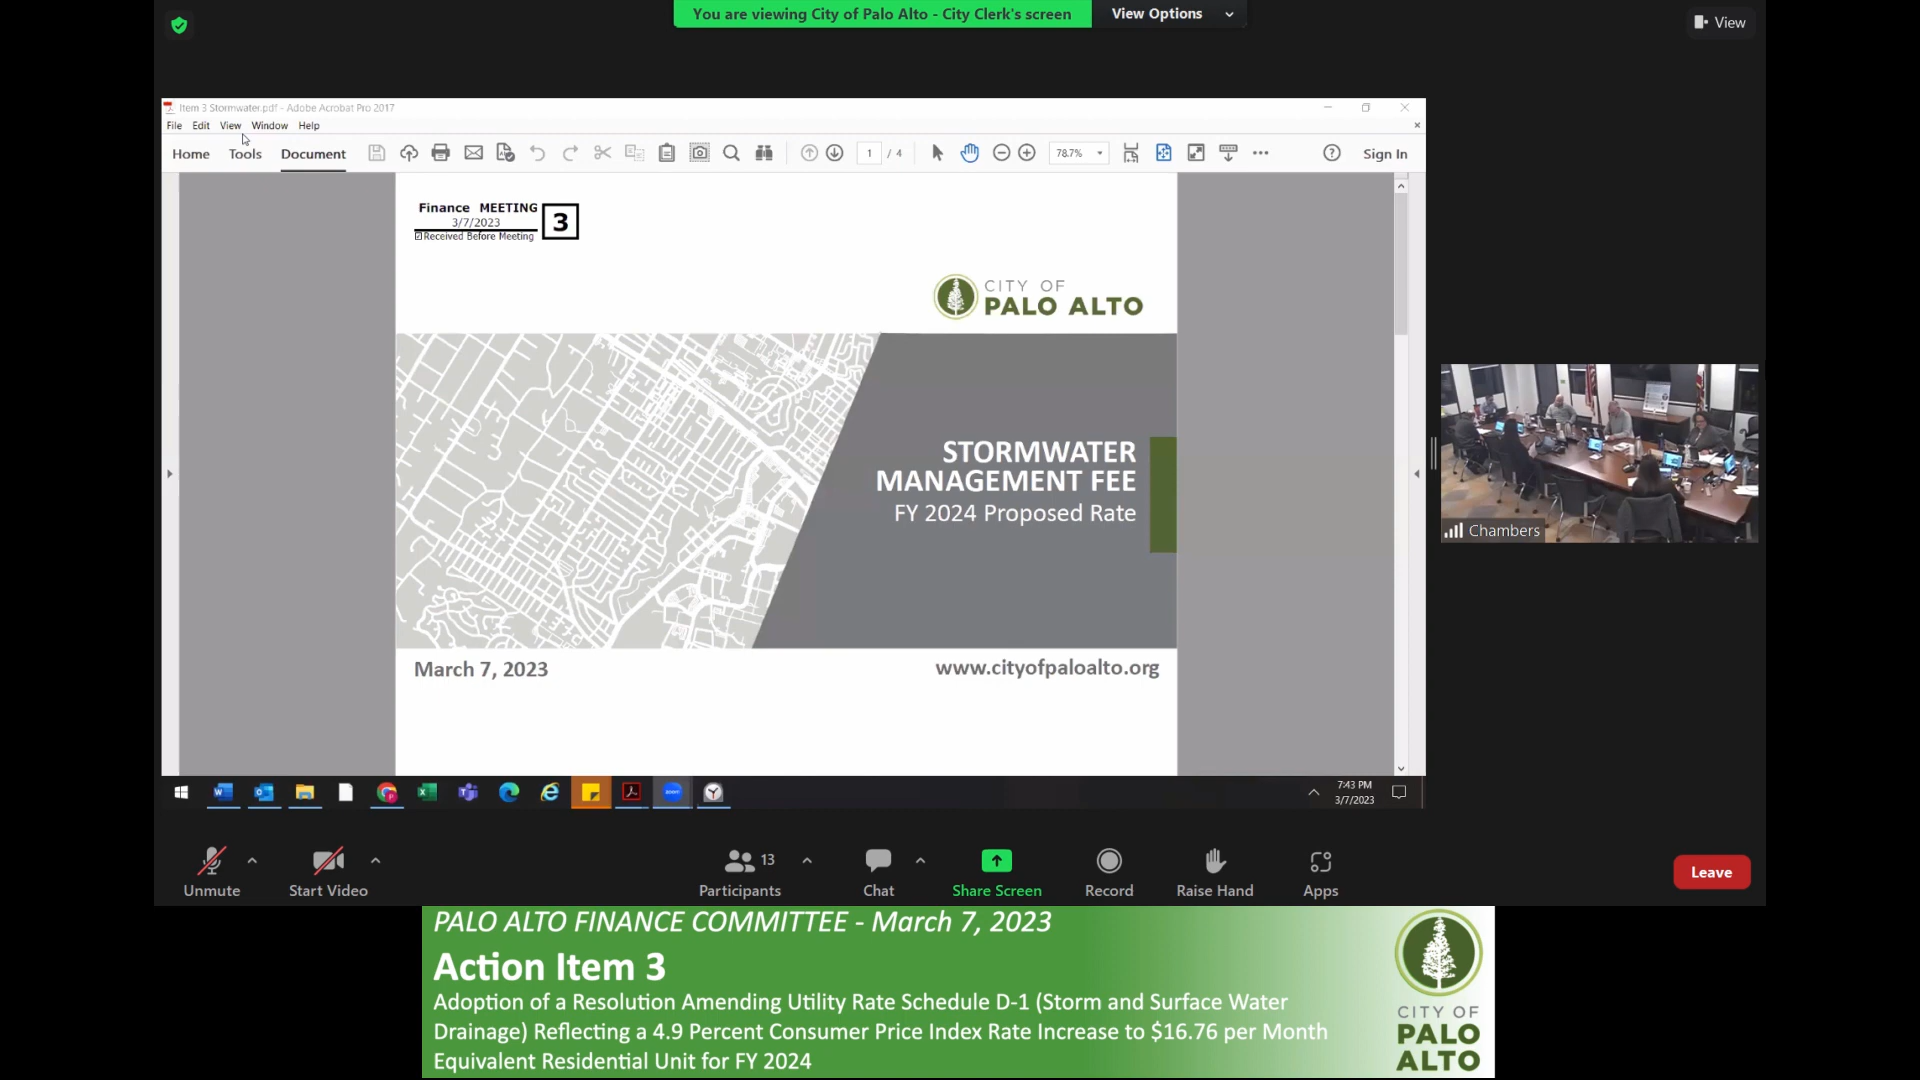 You are viewing City of Palo Alto - City Clerk's screen
View Options
View
Item 3 Stormwater.pdf - Adobe Acrobat Pro 2017
File Edit View Window Help
Home Tools Document 1 / 4 78.7% Sign In
Finance MEETING
3/7/2023
Received Before Meeting
3
CITY OF
PALO ALTO
STORMWATER
MANAGEMENT FEE
FY 2024 Proposed Rate
March 7, 2023
www.cityofpaloalto.org
Chambers
7:43 PM
3/7/2023
13
Unmute
Start Video
Participants
Chat
Share Screen
Record
Raise Hand
Apps
Leave
PALO ALTO FINANCE COMMITTEE - March 7, 2023
Action Item 3
Adoption of a Resolution Amending Utility Rate Schedule D-1 (Storm and Surface Water
Drainage) Reflecting a 4.9 Percent Consumer Price Index Rate Increase to $16.76 per Month
Equivalent Residential Unit for FY 2024
CITY OF
PALO
ALTO